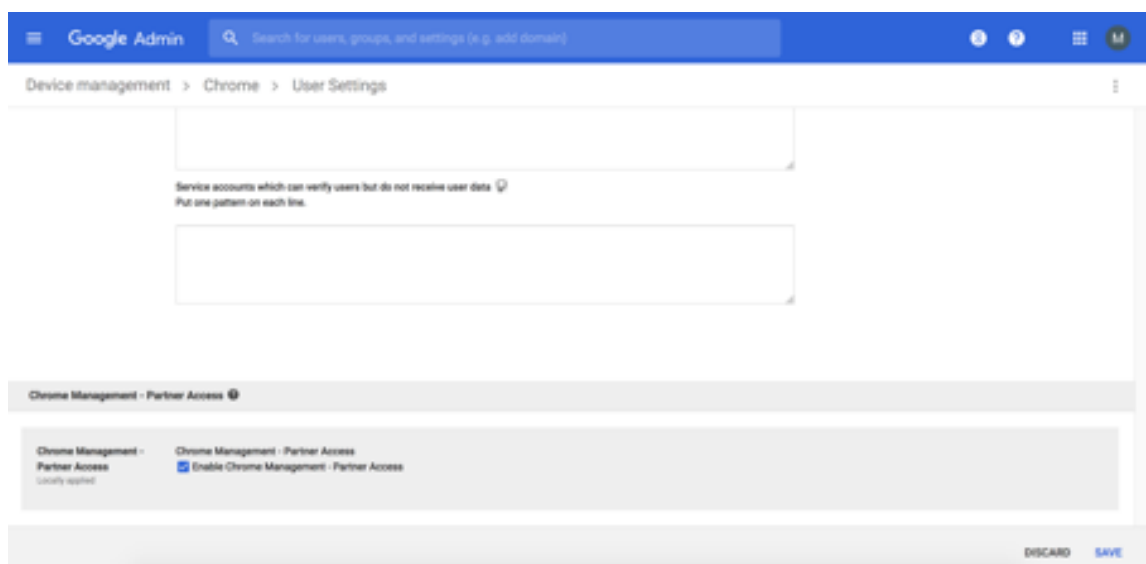 Google Admin
Search for users, groups, and settings (e.g. add domain)
M
Device management > Chrome > User Settings
Service accounts which can verify users but do not receive user data
Put one pattern on each line.
Chrome Management - Partner Access
Chrome Management - Partner Access
Locally applied
Chrome Management - Partner Access
Enable Chrome Management - Partner Access
DISCARD SAVE